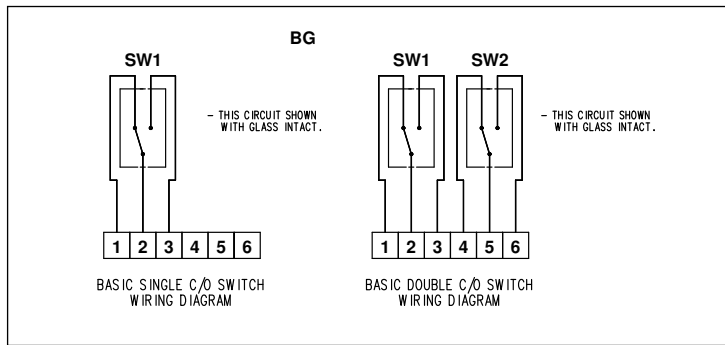 BG
SW1
- THIS CIRCUIT SHOWN
WITH GLASS INTACT.
1 2 3 4 5 6
BASIC SINGLE C/O SWITCH
WIRING DIAGRAM
SW1 SW2
- THIS CIRCUIT SHOWN
WITH GLASS INTACT.
1 2 3 4 5 6
BASIC DOUBLE C/O SWITCH
WIRING DIAGRAM